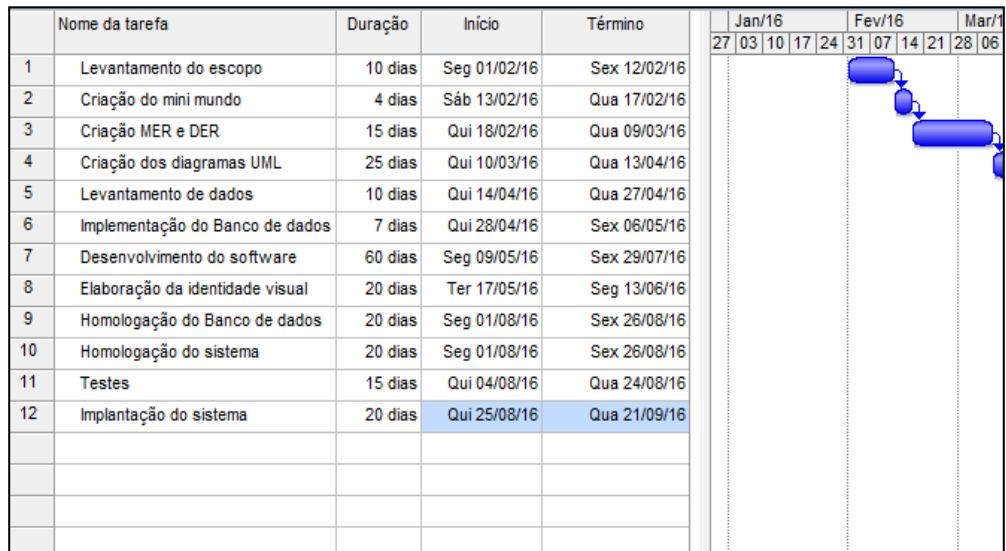 Nome da tarefa Duração Início Término Jan/16 Fev/16 Mar/1
27 03 10 17 24 31 07 14 21 28 06
1 Levantamento do escopo 10 dias Seg 01/02/16 Sex 12/02/16
2 Criação do mini mundo 4 dias Sáb 13/02/16 Qua 17/02/16
3 Criação MER e DER 15 dias Qui 18/02/16 Qua 09/03/16
4 Criação dos diagramas UML 25 dias Qui 10/03/16 Qua 13/04/16
5 Levantamento de dados 10 dias Qui 14/04/16 Qua 27/04/16
6 Implementação do Banco de dados 7 dias Qui 28/04/16 Sex 06/05/16
7 Desenvolvimento do software 60 dias Seg 09/05/16 Sex 29/07/16
8 Elaboração da identidade visual 20 dias Ter 17/05/16 Seg 13/06/16
9 Homologação do Banco de dados 20 dias Seg 01/08/16 Sex 26/08/16
10 Homologação do sistema 20 dias Seg 01/08/16 Sex 26/08/16
11 Testes 15 dias Qui 04/08/16 Qua 24/08/16
12 Implantação do sistema 20 dias Qui 25/08/16 Qua 21/09/16